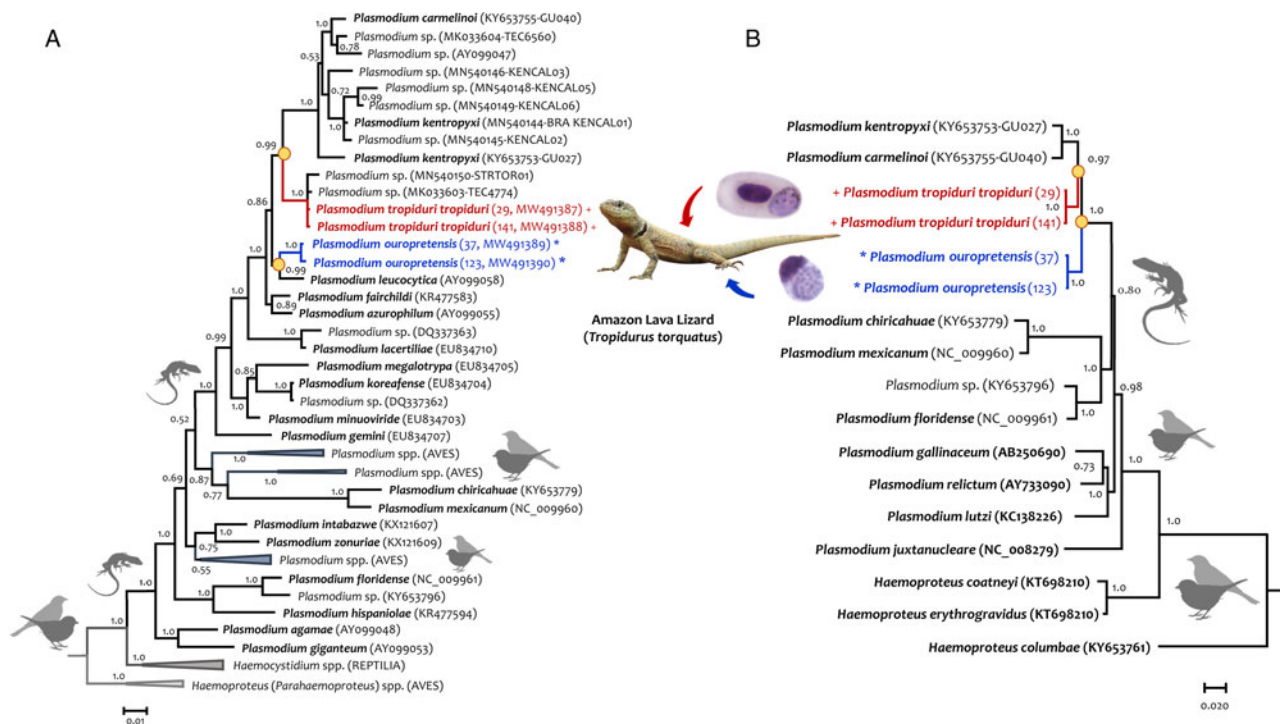 A
B
1.0
Plasmodium carmelinoi (KY653755-GU040)
Plasmodium sp. (MK033604-TEC6560)
0.78
Plasmodium sp. (AY099047)
0.53
Plasmodium sp. (MN540146-KENCAL03)
Plasmodium sp. (MN540148-KENCAL05)
0.72
0.99
Plasmodium sp. (MN540149-KENCAL06)
1.0
Plasmodium kentropyxi (MN540144-BRA KENCAL01)
1.0
Plasmodium sp. (MN540145-KENCAL02)
0.99
Plasmodium kentropyxi (KY653753-GU027)
Plasmodium sp. (MN540150-STRTOR01)
1.0
Plasmodium sp. (MK033603-TEC4774)
0.86
Plasmodium tropiduri tropiduri (29, MW491387) +
Plasmodium tropiduri tropiduri (141, MW491388) +
1.0
Plasmodium ouropretensis (37, MW491389) *
1.0
Plasmodium ouropretensis (123, MW491390) *
0.99
Plasmodium leucocytica (AY099058)
Plasmodium fairchildi (KR477583)
0.89
Plasmodium azurophilum (AY099055)
Plasmodium sp. (DQ337363)
1.0
0.99
Plasmodium lacertiliae (EU834710)
0.85
Plasmodium megalotrypa (EU834705)
1.0
Plasmodium koreafense (EU834704)
1.0
Plasmodium sp. (DQ337362)
1.0
Plasmodium minuoviride (EU834703)
0.52
Plasmodium gemini (EU834707)
1.0
Plasmodium spp. (AVES)
0.69
0.87
1.0
Plasmodium spp. (AVES)
0.77
Plasmodium chiricahuae (KY653779)
1.0
Plasmodium mexicanum (NC_009960)
Plasmodium intabazwe (KX121607)
1.0
1.0
Plasmodium zonuriae (KX121609)
0.75
Plasmodium spp. (AVES)
0.55
1.0
Plasmodium floridense (NC_009961)
1.0
Plasmodium sp. (KY653796)
1.0
Plasmodium hispaniolae (KR477594)
Plasmodium agamae (AY099048)
1.0
1.0
Plasmodium giganteum (AY099053)
1.0
Haemocystidium spp. (REPTILIA)
1.0
Haemoproteus (Parahaemoproteus) spp. (AVES)
0.01
Amazon Lava Lizard
(Tropidurus torquatus)
Plasmodium kentropyxi (KY653753-GU027)
1.0
Plasmodium carmelinoi (KY653755-GU040)
0.97
+ Plasmodium tropiduri tropiduri (29)
1.0
+ Plasmodium tropiduri tropiduri (141)
1.0
* Plasmodium ouropretensis (37)
1.0
* Plasmodium ouropretensis (123)
0.80
Plasmodium chiricahuae (KY653779)
1.0
Plasmodium mexicanum (NC_009960)
1.0
Plasmodium sp. (KY653796)
0.98
1.0
Plasmodium floridense (NC_009961)
Plasmodium gallinaceum (AB250690)
0.73
1.0
Plasmodium relictum (AY733090)
1.0
Plasmodium lutzi (KC138226)
1.0
Plasmodium juxtanucleare (NC_008279)
Haemoproteus coatneyi (KT698210)
1.0
Haemoproteus erythrogravidus (KT698210)
Haemoproteus columbae (KY653761)
0.020